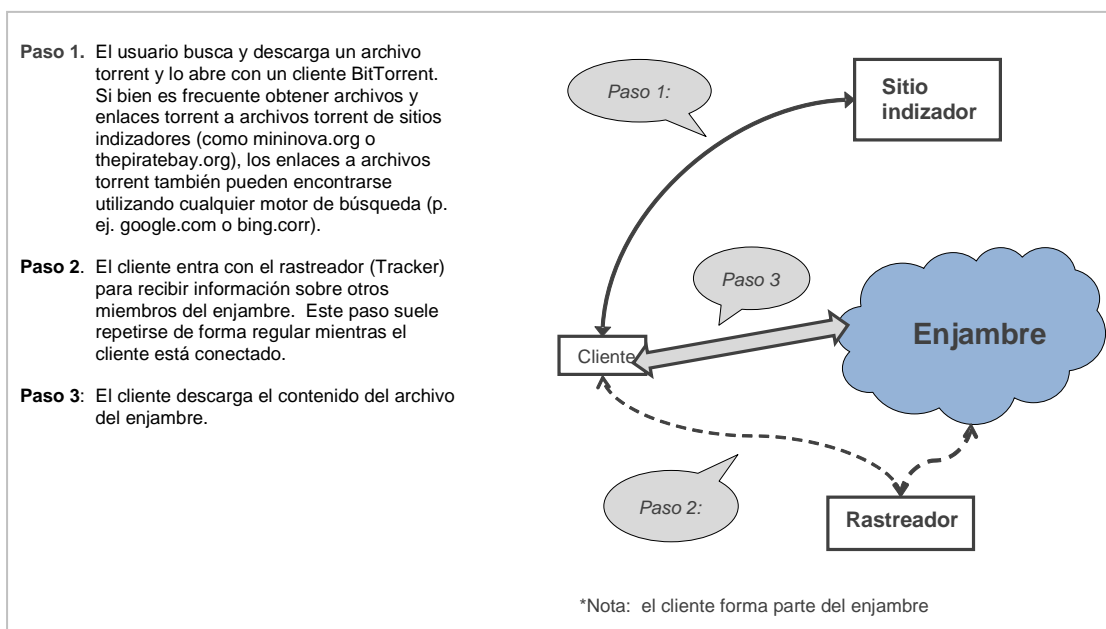 Paso 1. El usuario busca y descarga un archivo
torrent y lo abre con un cliente BitTorrent.
Si bien es frecuente obtener archivos y
enlaces torrent a archivos torrent de sitios
indizadores (como mininova.org o
thepiratebay.org), los enlaces a archivos
torrent también pueden encontrarse
utilizando cualquier motor de búsqueda (p.
ej. google.com o bing.corr).
Paso 2. El cliente entra con el rastreador (Tracker)
para recibir información sobre otros
miembros del enjambre. Este paso suele
repetirse de forma regular mientras el
cliente está conectado.
Paso 3: El cliente descarga el contenido del archivo
del enjambre.
Paso 1:
Sitio
indizador
Paso 3
Enjambre
Cliente
Paso 2:
Rastreador
*Nota: el cliente forma parte del enjambre